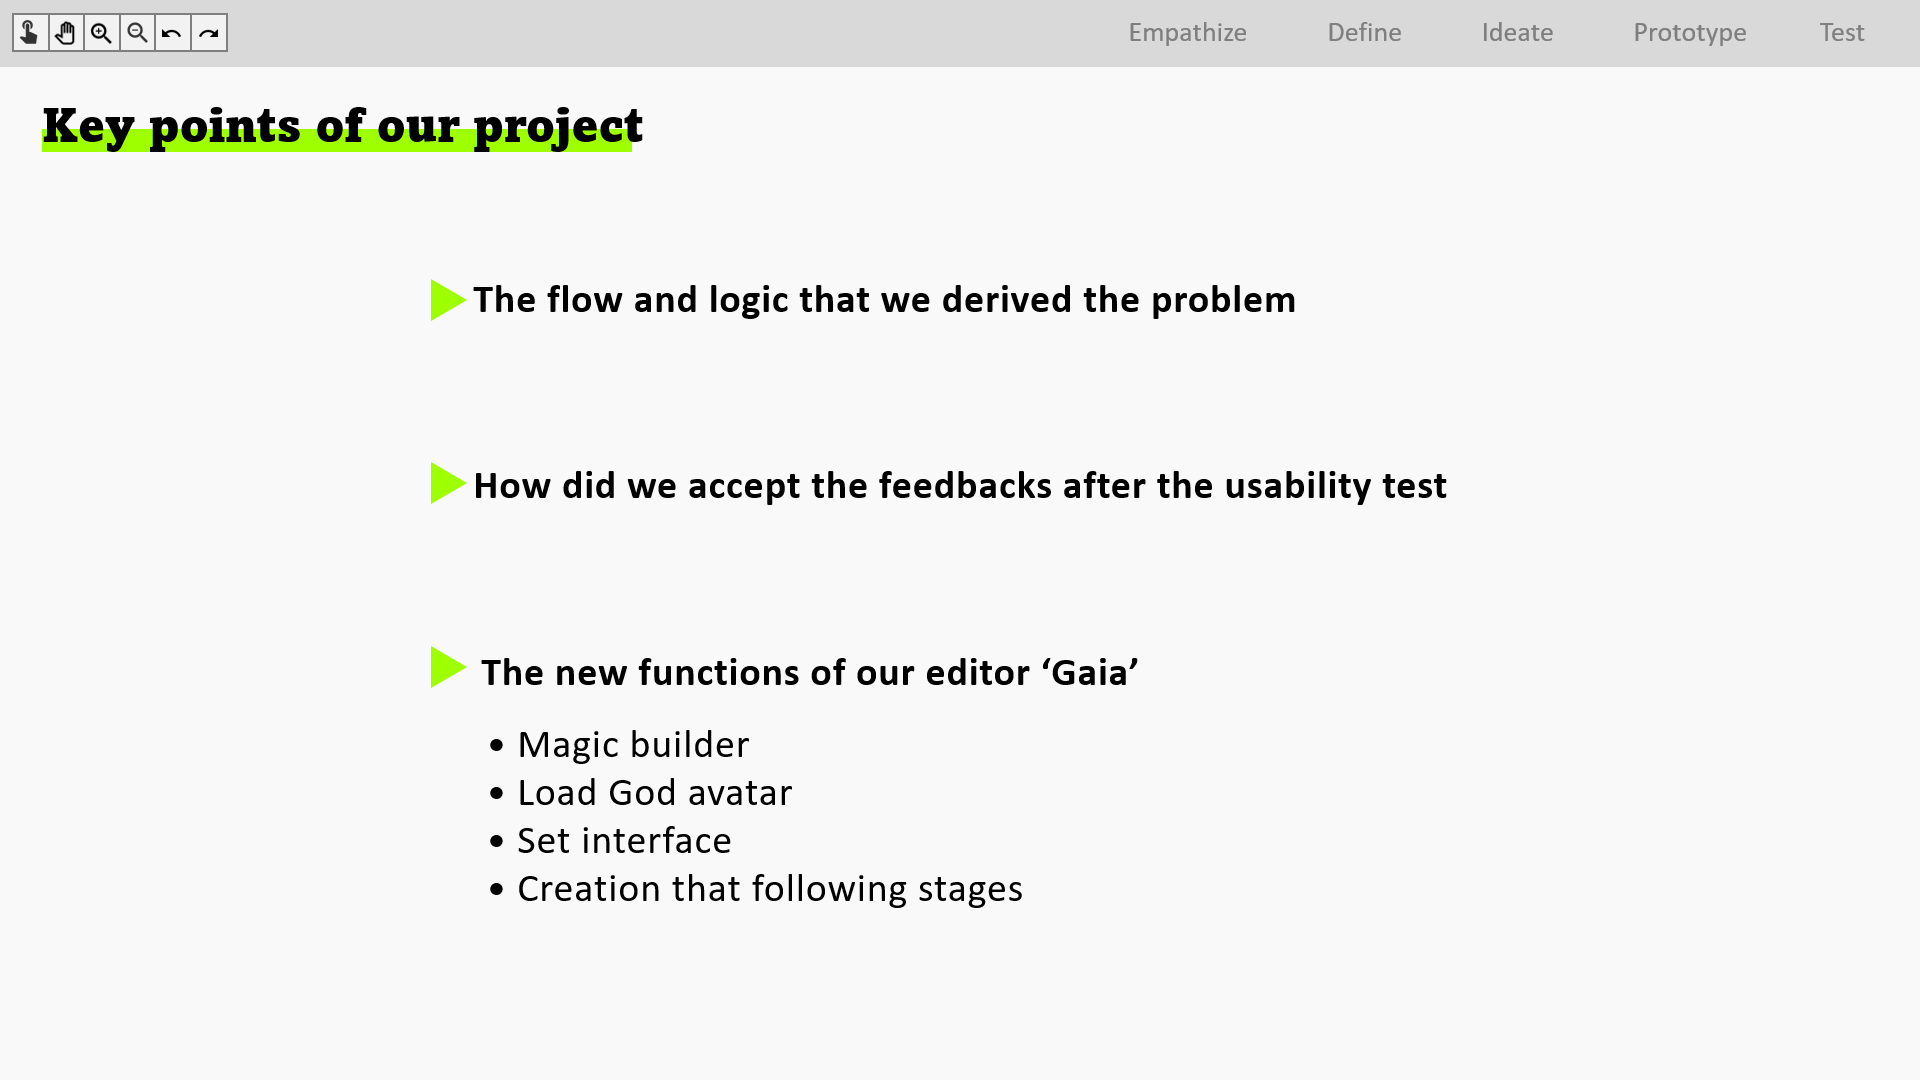 Empathize Define Ideate Prototype Test
Key points of our project
The flow and logic that we derived the problem
How did we accept the feedbacks after the usability test
The new functions of our editor ‘Gaia’
• Magic builder
• Load God avatar
• Set interface
• Creation that following stages